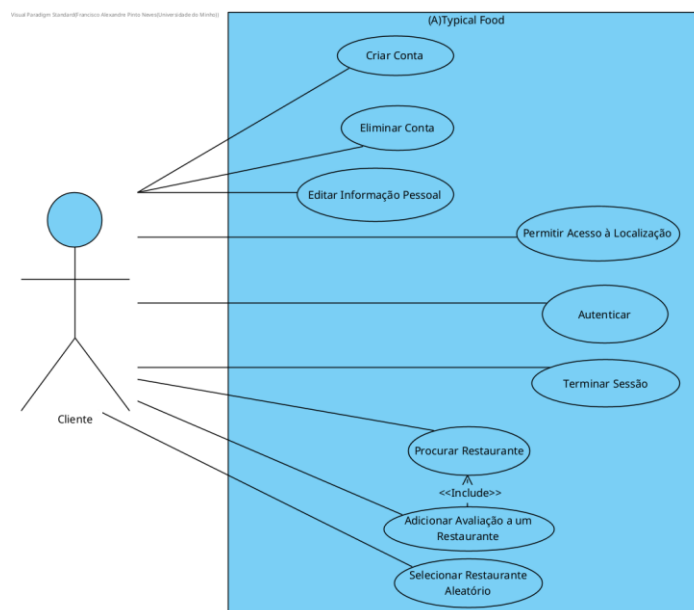 Visual Paradigm Standard(Francisco Alexandre Pinto Neves(Universidade do Minho))
(A)Typical Food
Criar Conta
Eliminar Conta
Editar Informação Pessoal
Permitir Acesso à Localização
Autenticar
Terminar Sessão
Cliente
Procurar Restaurante
<<Include>>
Adicionar Avaliação a um
Restaurante
Selecionar Restaurante
Aleatório